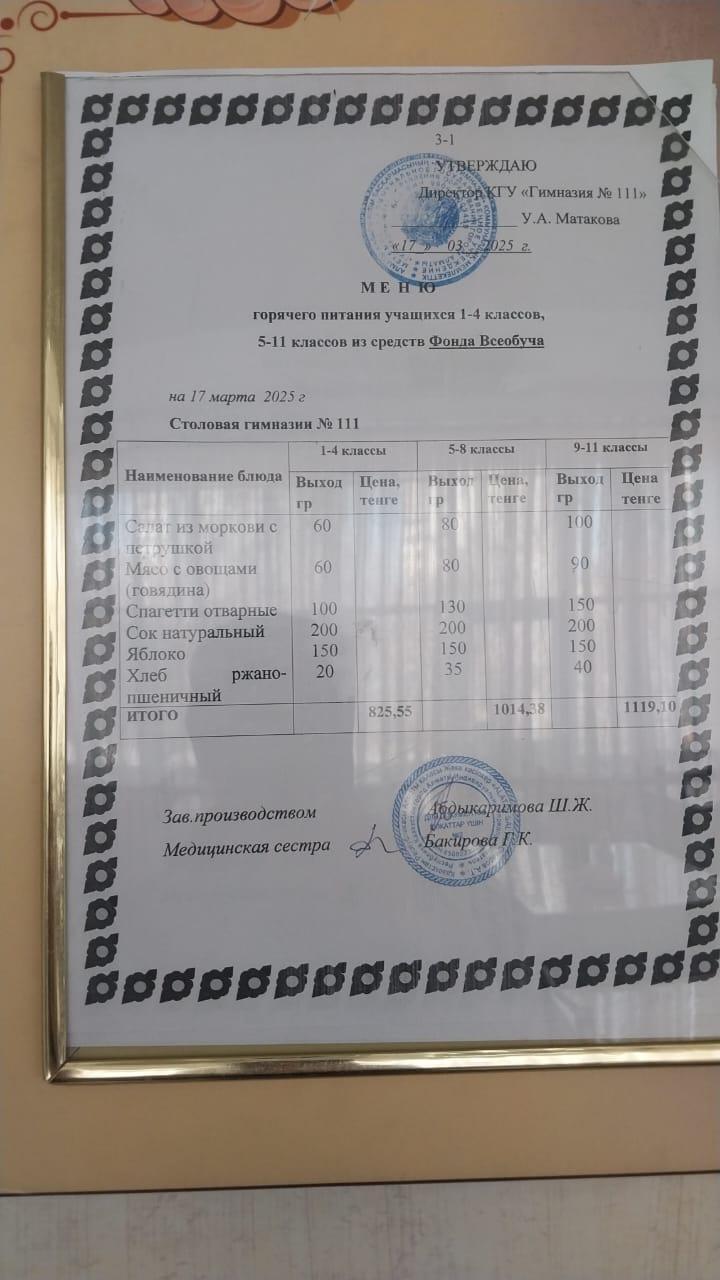 3-1
УТВЕРЖДАЮ
Директор КГУ «Гимназия № 111»
У.А. Матакова
«17 » 03 2025 г.
М Е Н Ю
горячего питания учащихся 1-4 классов,
5-11 классов из средств Фонда Всеобуча
на 17 марта 2025 г
Столовая гимназии № 111
Наименование блюда 1-4 классы 5-8 классы 9-11 классы
Выход гр Цена, тенге Выход гр Цена, тенге Выход гр Цена тенге
Салат из моркови с
петрушкой 60 80 100
Мясо с овощами
(говядина) 60 80 90
Спагетти отварные 100 130 150
Сок натуральный 200 200 200
Яблоко 150 150 150
Хлеб ржано-
пшеничный 20 35 40
ИТОГО 825,55 1014,38 1119,10
Зав.производством Абдыкаримова Ш.Ж.
Медицинская сестра Бакирова Г.К.